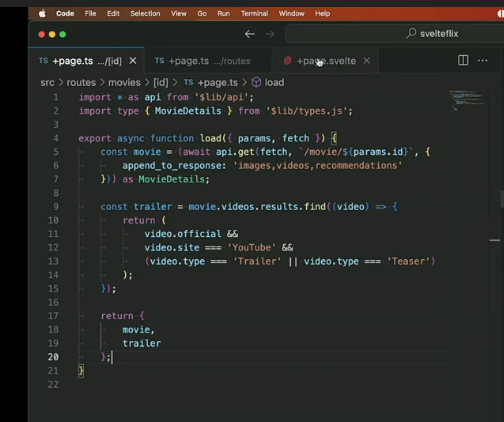 Code File Edit Selection View Go Run Terminal Window Help
svelteflix
TS +page.ts .../[id] TS +page.ts .../routes +page.svelte
src > routes > movies > [id] > TS +page.ts > load
1 import * as api from '$lib/api';
2 import type { MovieDetails } from '$lib/types.js';
3
4 export async function load({ params, fetch }) {
5 const movie = (await api.get(fetch, `/movie/${params.id}`, {
6 append_to_response: 'images,videos,recommendations'
7 })) as MovieDetails;
8
9 const trailer = movie.videos.results.find((video) => {
10 return (
11 video.official &&
12 video.site === 'YouTube' &&
13 (video.type === 'Trailer' || video.type === 'Teaser')
14 );
15 });
16
17 return {
18 movie,
19 trailer
20 };
21 }
22